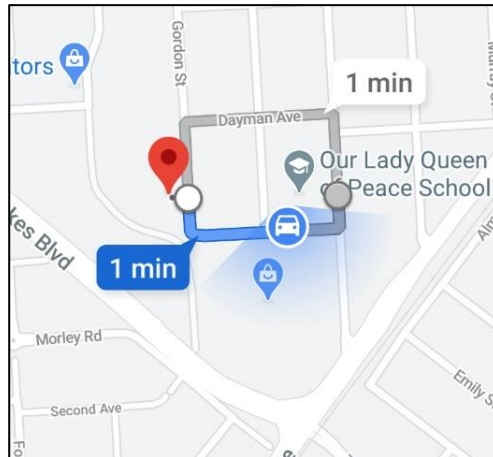 Gordon St
tors
1 min
Dayman Ave
Our Lady Queen
of Peace School
kes Blvd
1 min
Morley Rd
Second Ave
Emily S